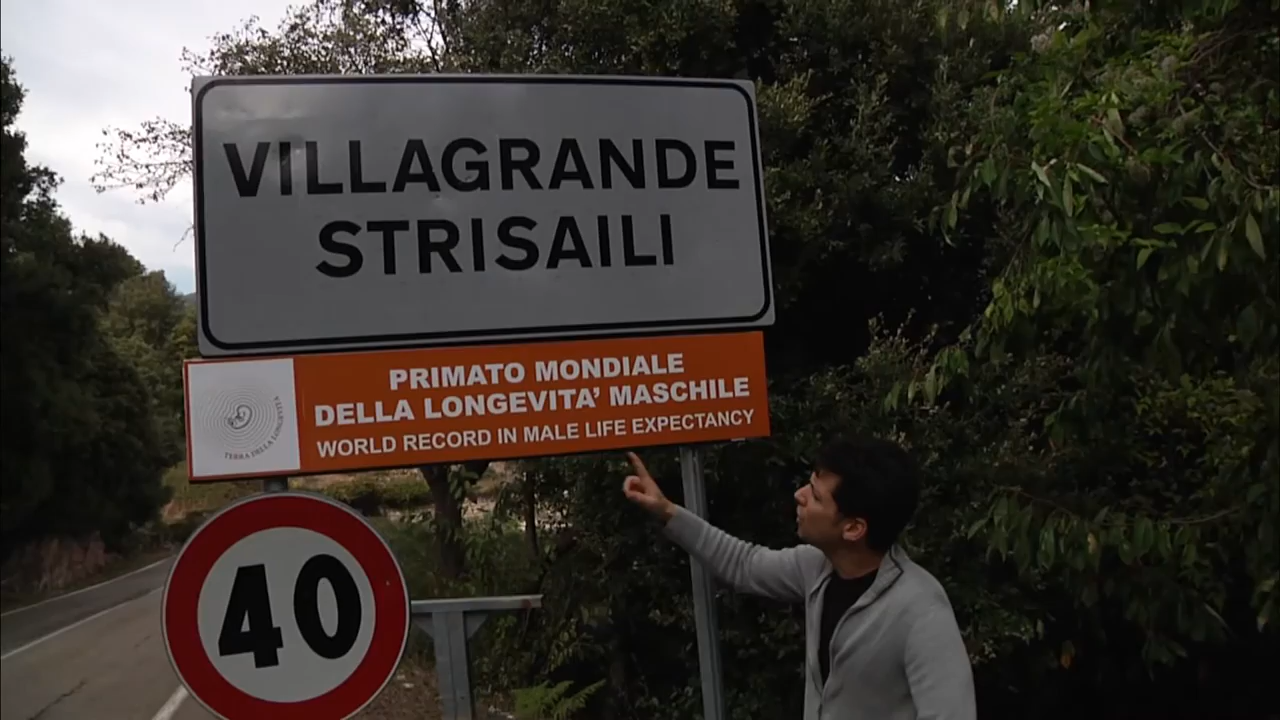 VILLAGRANDE
STRISAILI
PRIMATO MONDIALE
DELLA LONGEVITA' MASCHILE
WORLD RECORD IN MALE LIFE EXPECTANCY
TERRA DELLA LONGEVITÀ
40